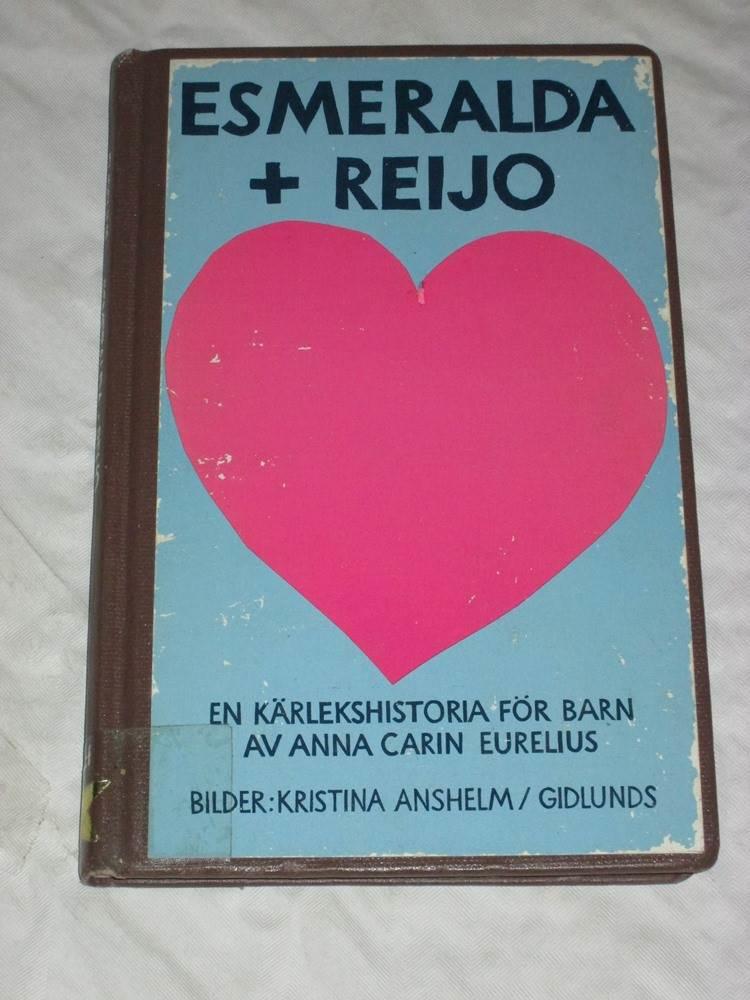 ESMERALDA
+ REIJO
EN KÄRLEKSHISTORIA FÖR BARN
AV ANNA CARIN EURELIUS
BILDER: KRISTINA ANSHELM / GIDLUNDS